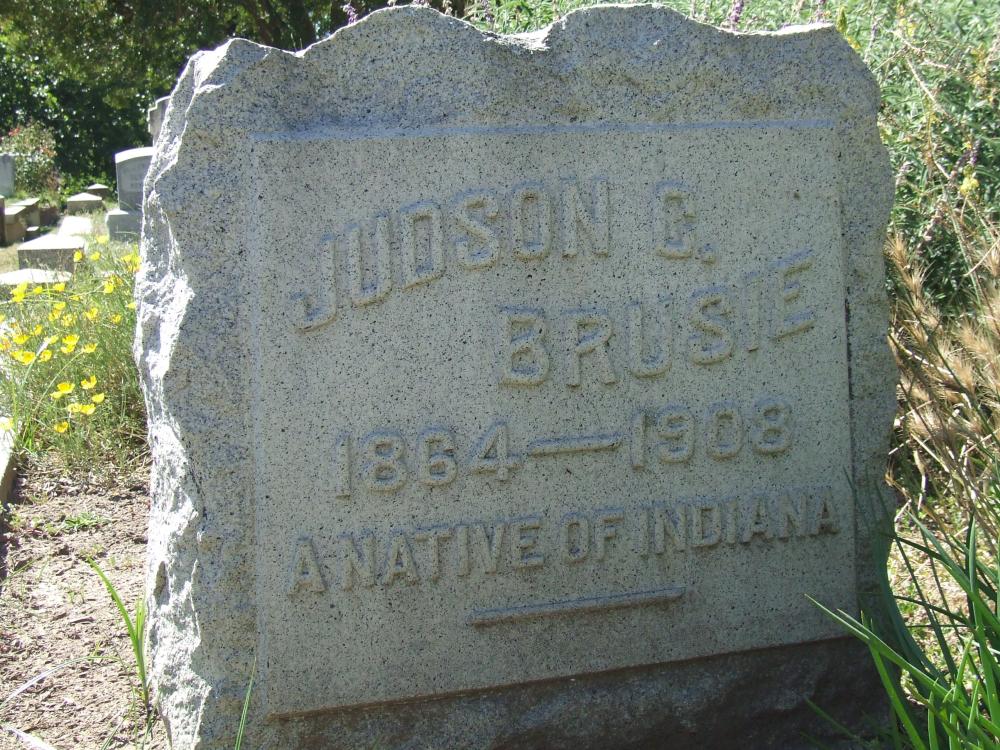 JUDSON C.
BRUSIE
1864—1908
A NATIVE OF INDIANA